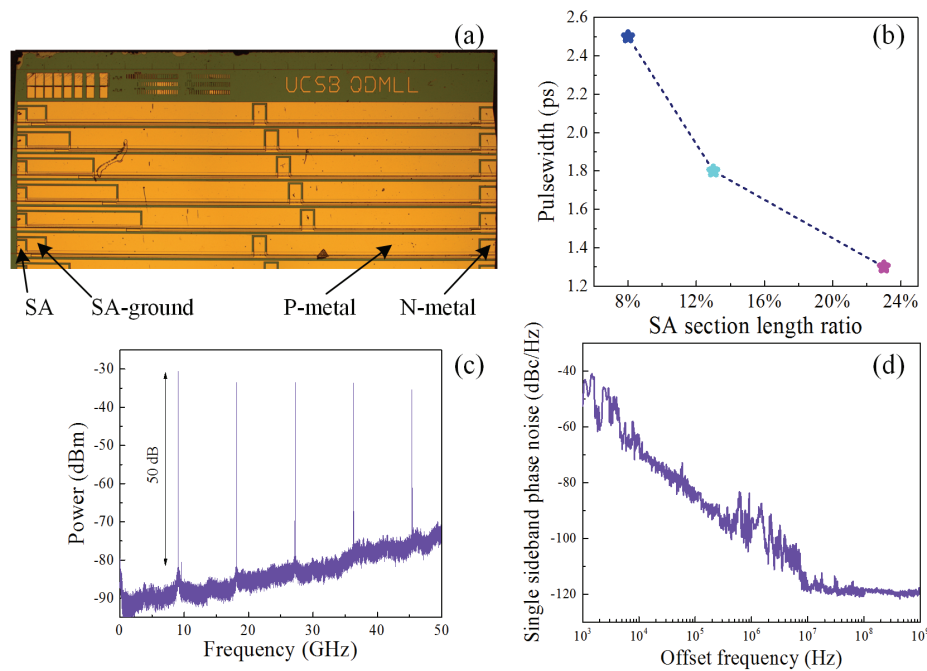 (a)
UCSB QDMLL
SA
SA-ground
P-metal
N-metal
(b)
Pulsewidth (ps)
2.6
2.4
2.2
2.0
1.8
1.6
1.4
1.2
8%
12%
16%
20%
24%
SA section length ratio
(c)
Power (dBm)
-30
-50
-70
-80
-90
50 dB
0
10
20
30
40
50
Frequency (GHz)
(d)
Single sideband phase noise (dBc/Hz)
-40
-60
-80
-100
-120
10³
10⁴
10⁵
10⁶
10⁷
10⁸
10⁹
Offset frequency (Hz)